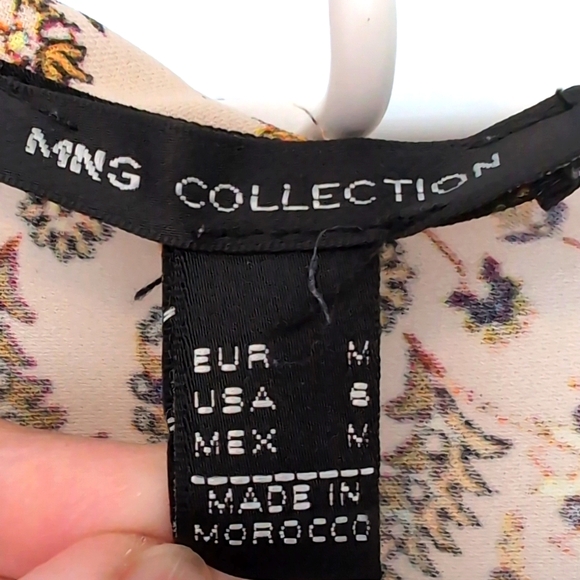 MNG COLLECTION
EUR M
USA 6
MEX M
MADE IN
MOROCCO